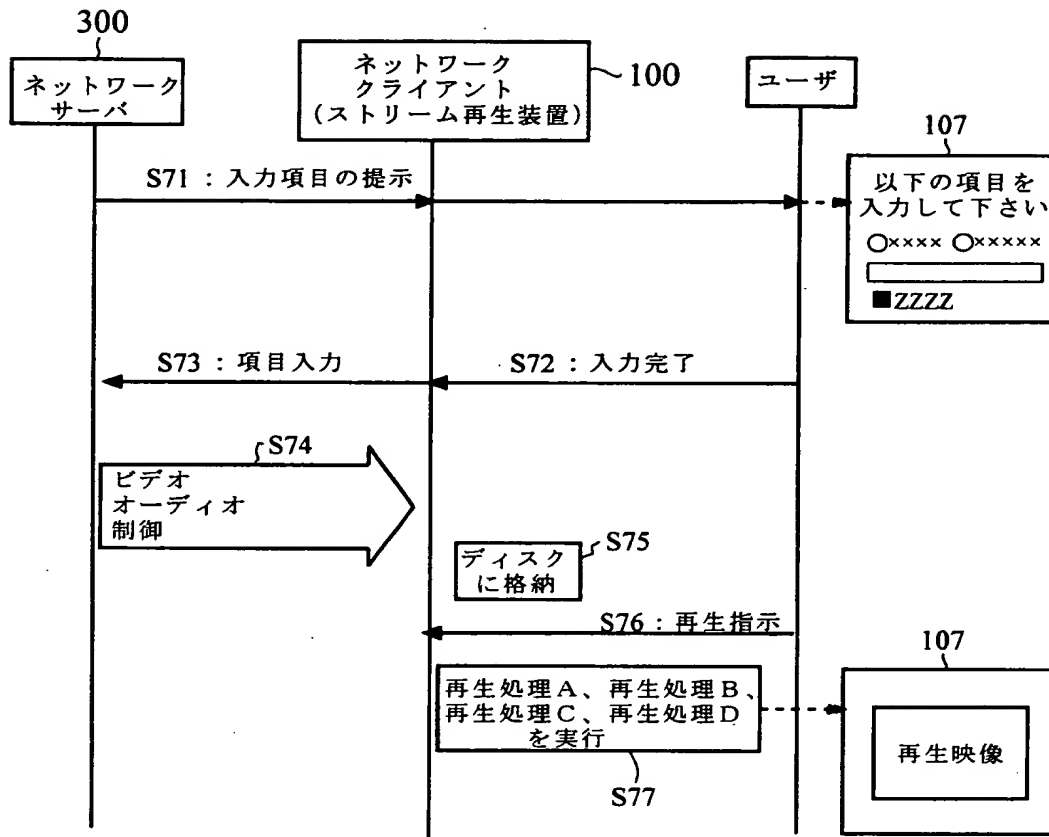 300
ネットワーク
サーバ
ネットワーク
クライアント
(ストリーム再生装置)
100
ユーザ
107
S71：入力項目の提示
以下の項目を
入力して下さい
○×××× ○×××××
■ZZZZ
S73：項目入力
S72：入力完了
S74
ビデオ
オーディオ
制御
S75
ディスク
に格納
S76：再生指示
107
再生処理A、再生処理B、
再生処理C、再生処理D
を実行
再生映像
S77